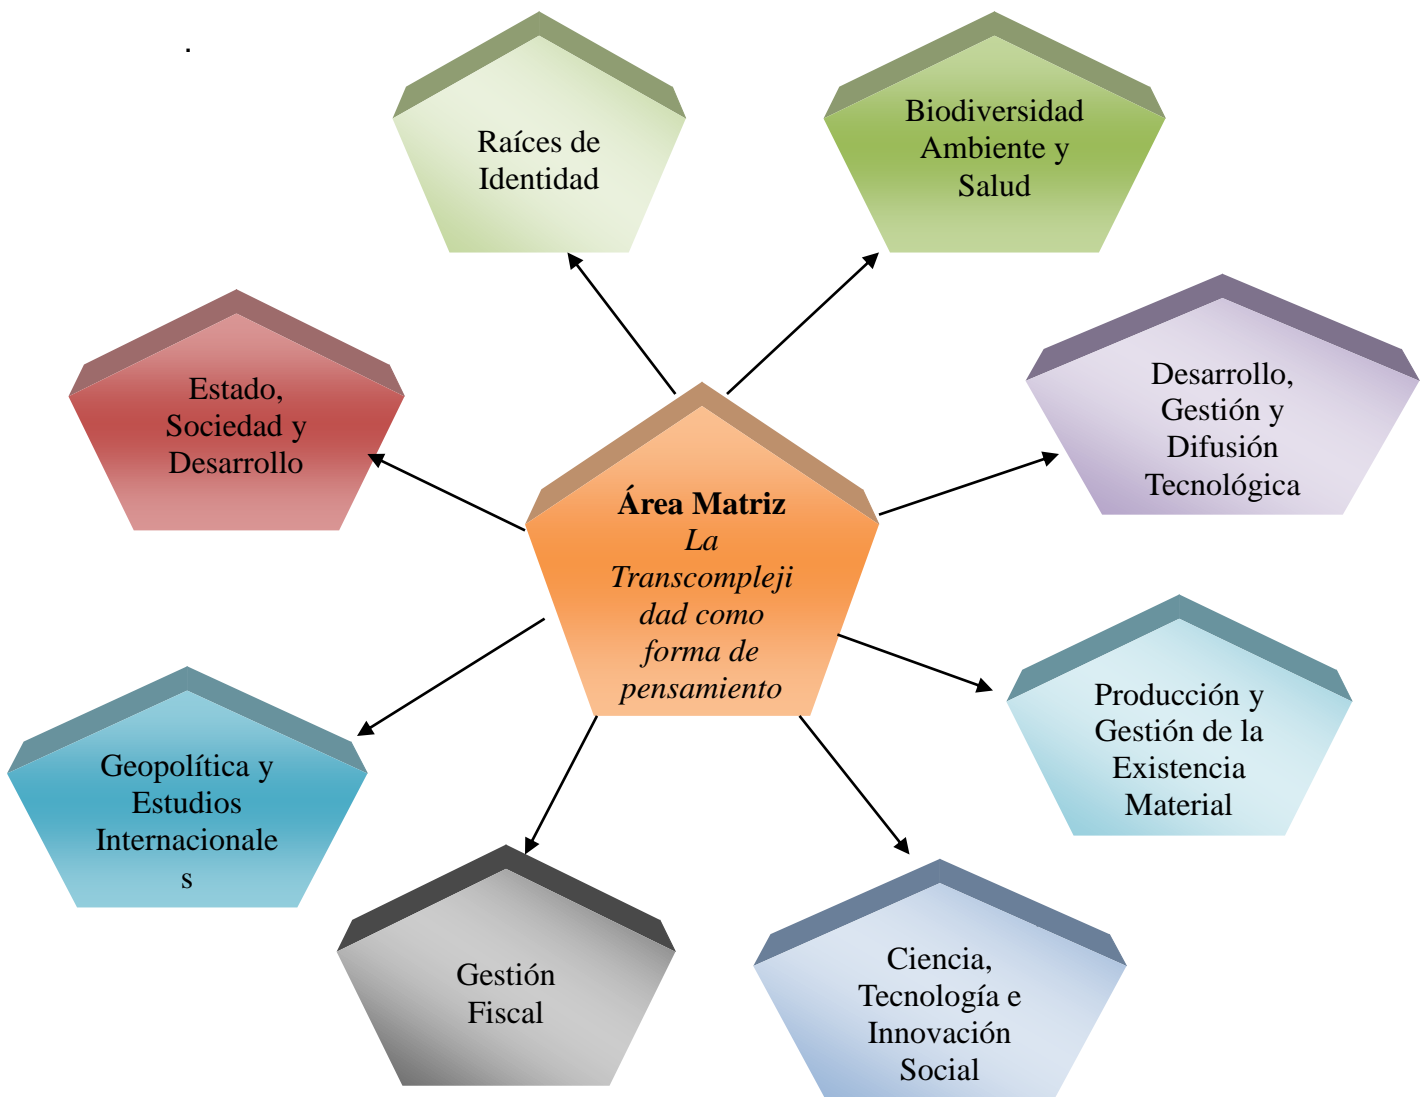 .
Raíces de
Identidad
Biodiversidad
Ambiente y
Salud
Estado,
Sociedad y
Desarrollo
Desarrollo,
Gestión y
Difusión
Tecnológica
Área Matriz
La
Transcompleji
dad como
forma de
pensamiento
Geopolítica y
Estudios
Internacionale
s
Producción y
Gestión de la
Existencia
Material
Gestión
Fiscal
Ciencia,
Tecnología e
Innovación
Social